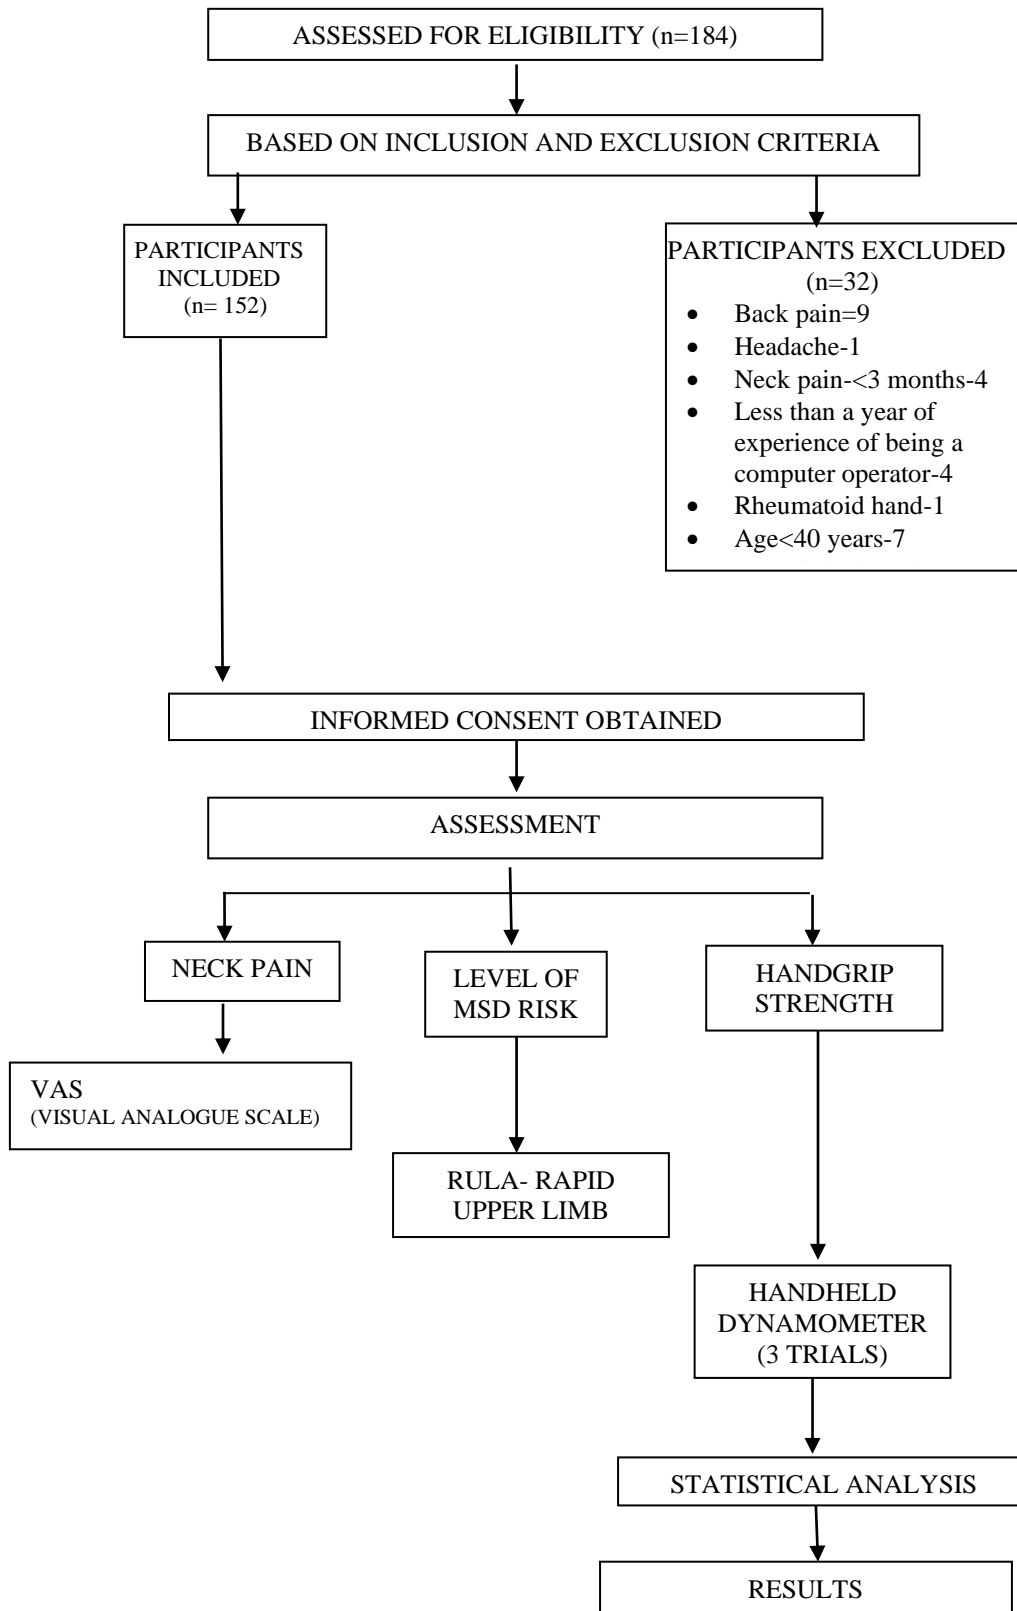 ASSESSED FOR ELIGIBILITY (n=184)
BASED ON INCLUSION AND EXCLUSION CRITERIA
PARTICIPANTS
INCLUDED
(n= 152)
PARTICIPANTS EXCLUDED
(n=32)
• Back pain=9
• Headache-1
• Neck pain-<3 months-4
• Less than a year of
experience of being a
computer operator-4
• Rheumatoid hand-1
• Age<40 years-7
INFORMED CONSENT OBTAINED
ASSESSMENT
NECK PAIN
LEVEL OF
MSD RISK
HANDGRIP
STRENGTH
VAS
(VISUAL ANALOGUE SCALE)
RULA- RAPID
UPPER LIMB
HANDHELD
DYNAMOMETER
(3 TRIALS)
STATISTICAL ANALYSIS
RESULTS